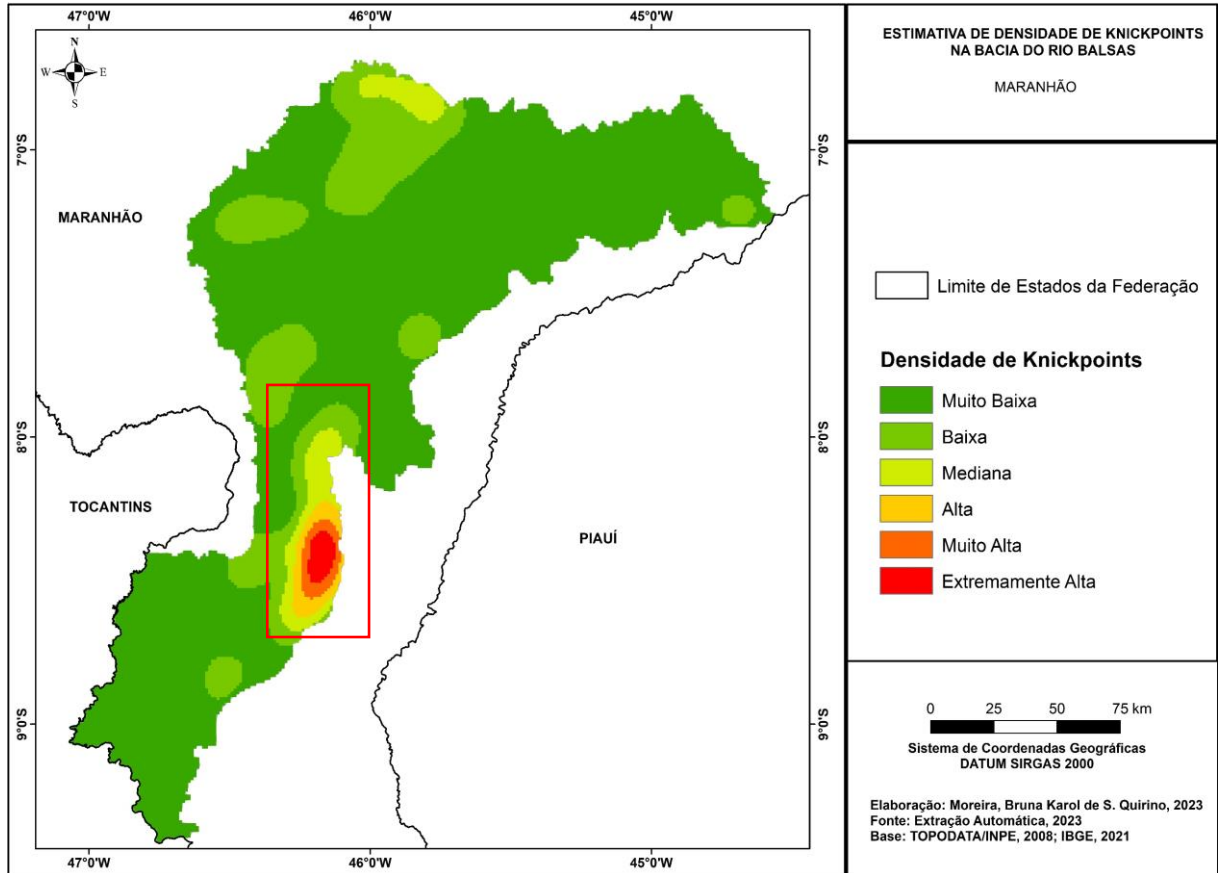 47°0'W
46°0'W
45°0'W
N
W
E
S
7°0'S
7°0'S
MARANHÃO
8°0'S
8°0'S
TOCANTINS
PIAUÍ
9°0'S
9°0'S
47°0'W
46°0'W
45°0'W
ESTIMATIVA DE DENSIDADE DE KNICKPOINTS
NA BACIA DO RIO BALSAS
MARANHÃO
Limite de Estados da Federação
Densidade de Knickpoints
Muito Baixa
Baixa
Mediana
Alta
Muito Alta
Extremamente Alta
0 25 50 75 km
Sistema de Coordenadas Geográficas
DATUM SIRGAS 2000
Elaboração: Moreira, Bruna Karol de S. Quirino, 2023
Fonte: Extração Automática, 2023
Base: TOPODATA/INPE, 2008; IBGE, 2021